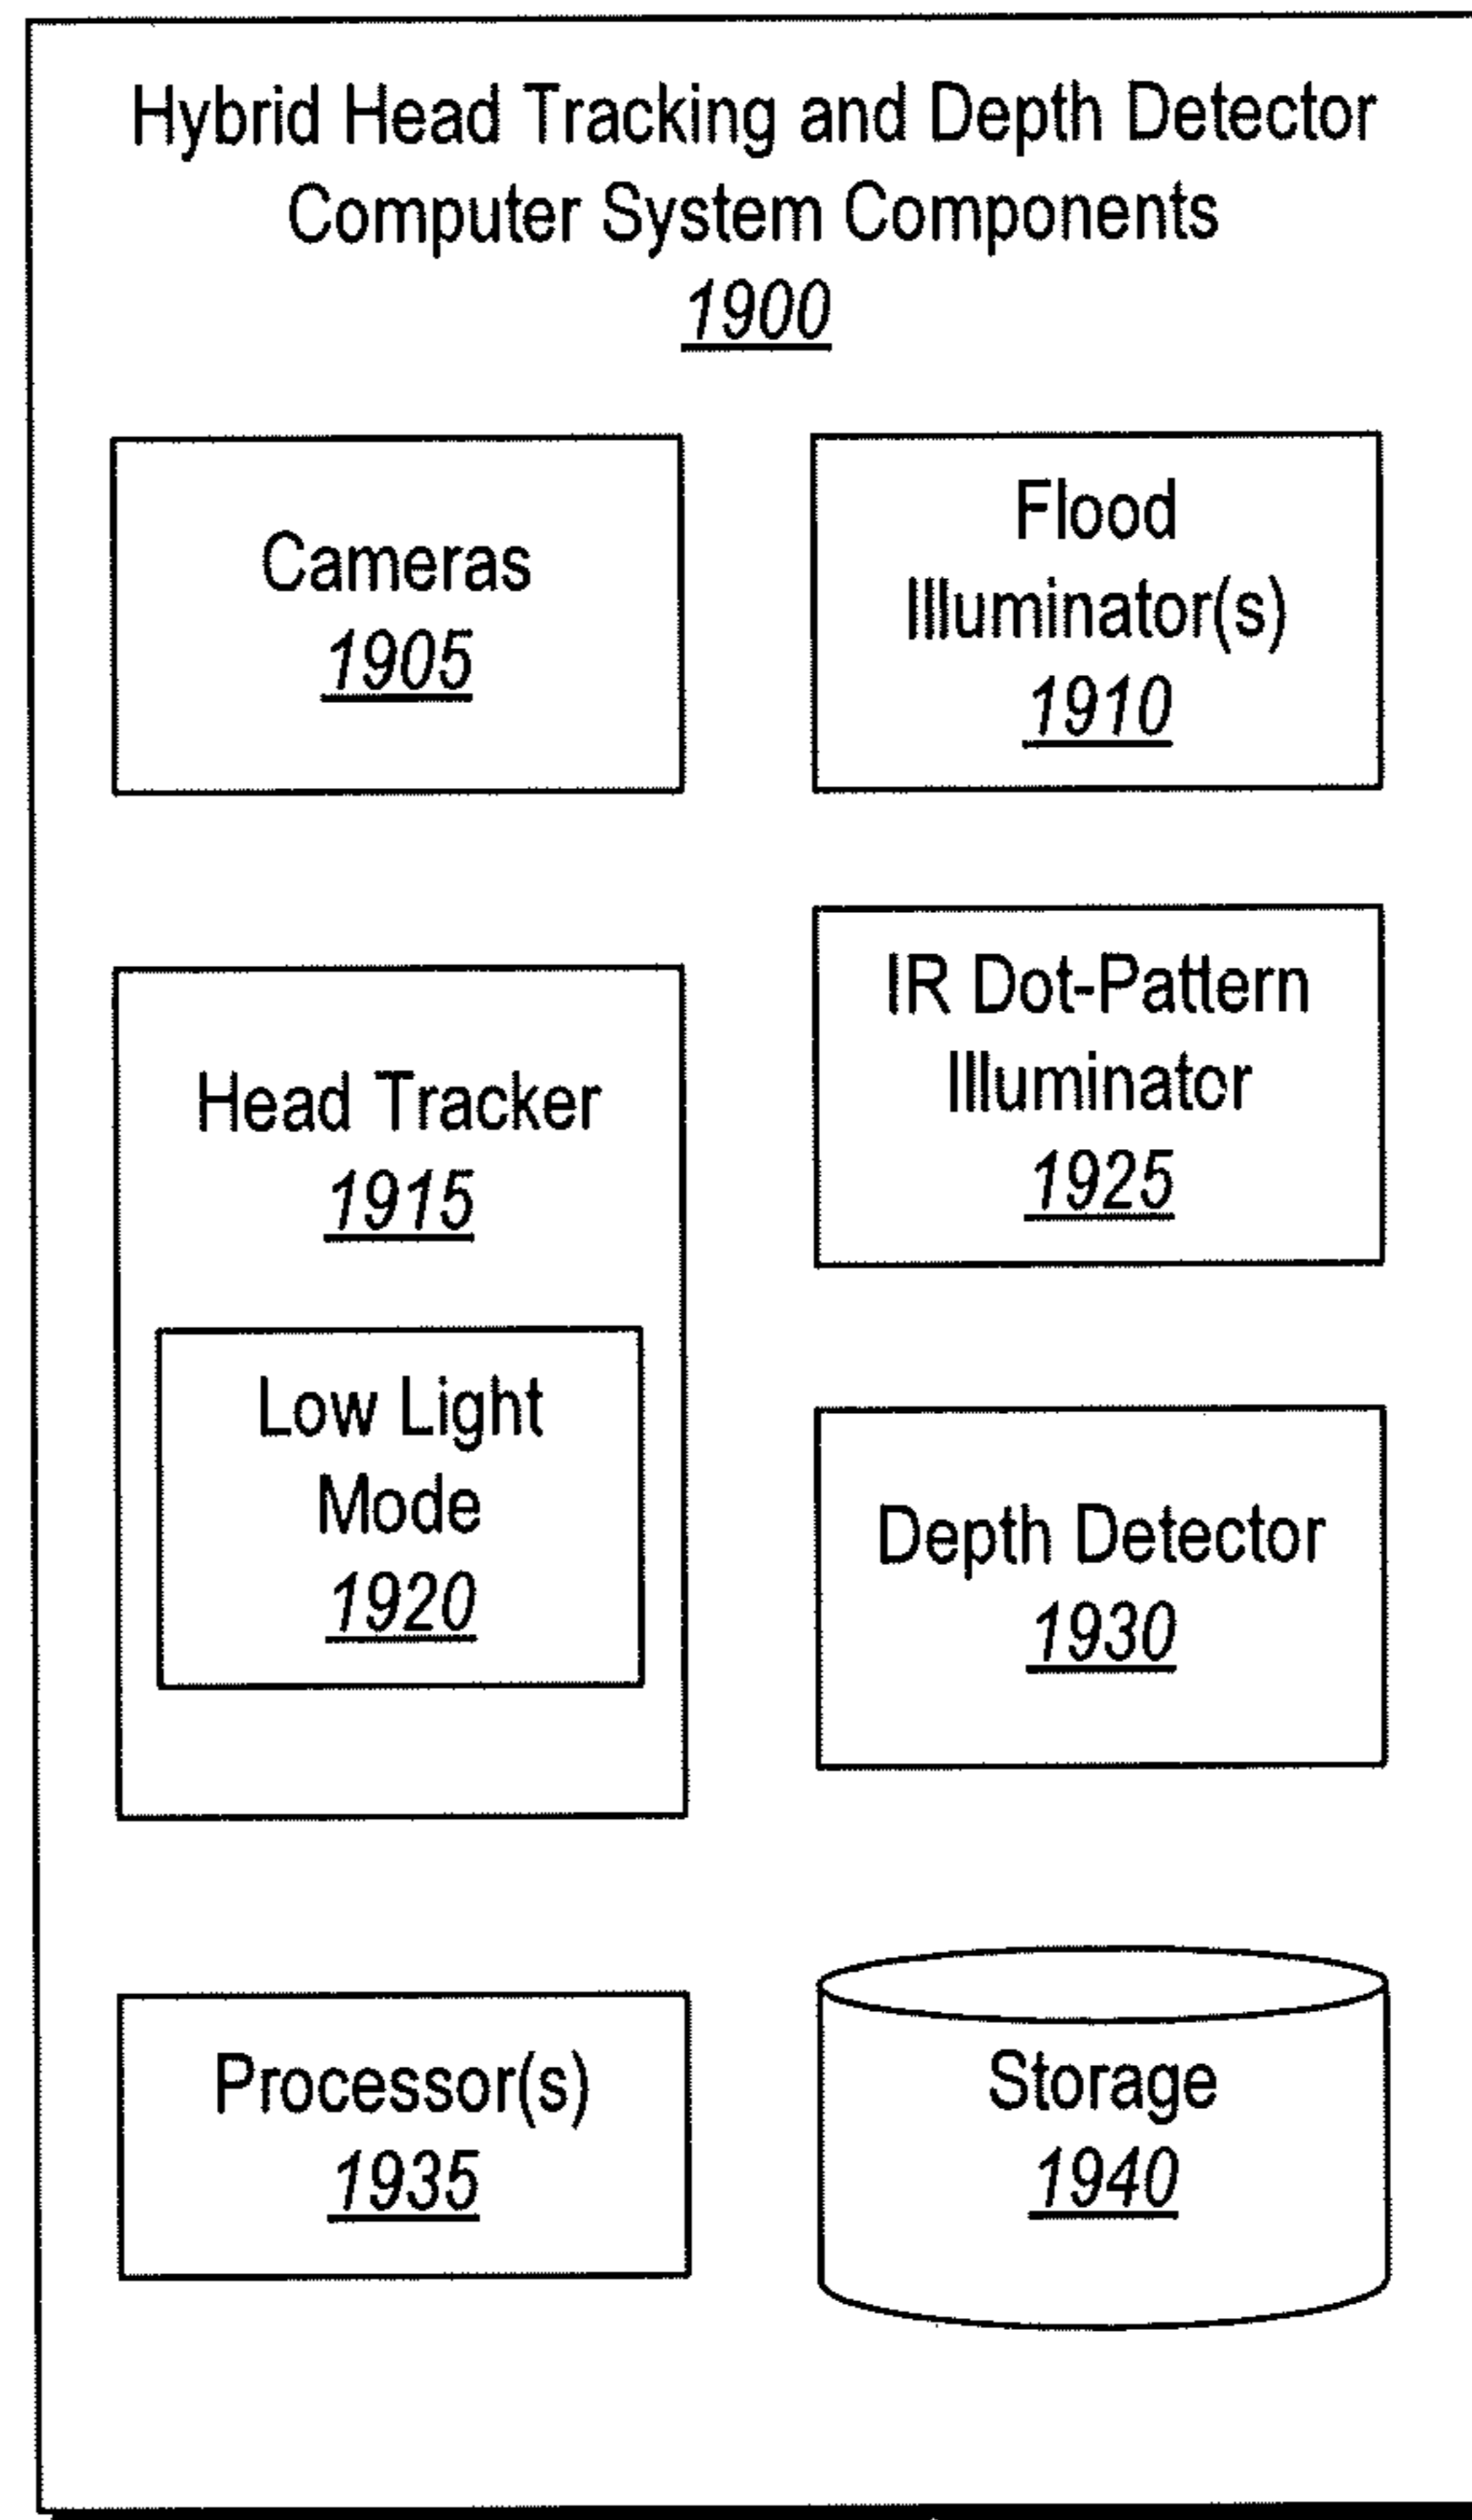 Hybrid Head Tracking and Depth Detector
Computer System Components
1900
Cameras
1905
Flood
Illuminator(s)
1910
Head Tracker
1915
Low Light
Mode
1920
IR Dot-Pattern
Illuminator
1925
Depth Detector
1930
Processor(s)
1935
Storage
1940